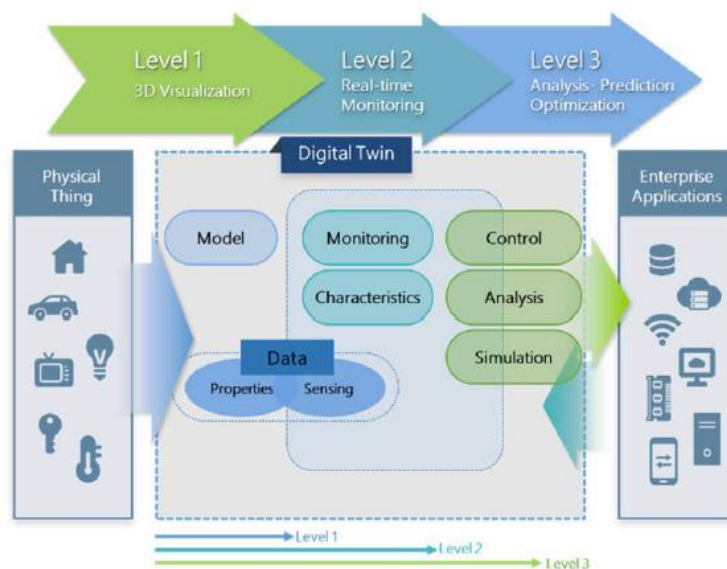 Level 1
3D Visualization
Level 2
Real-time
Monitoring
Level 3
Analysis · Prediction
Optimization
Digital Twin
Physical
Thing
Enterprise
Applications
Model
Monitoring
Control
Characteristics
Analysis
Simulation
Data
Properties
Sensing
Level 1
Level 2
Level 3